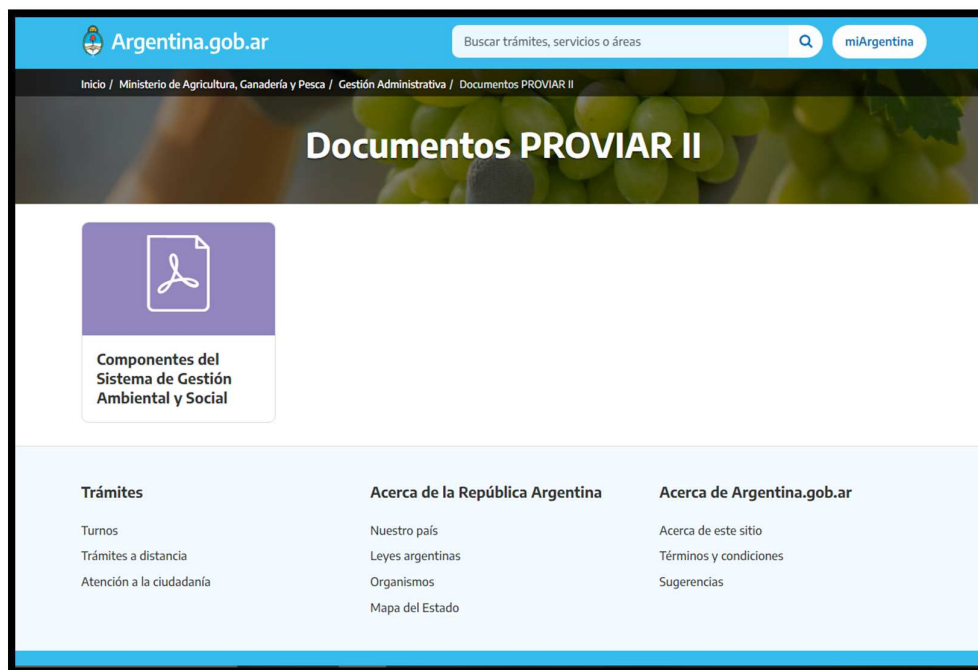 Argentina.gob.ar
Buscar trámites, servicios o áreas
miArgentina
Inicio / Ministerio de Agricultura, Ganadería y Pesca / Gestión Administrativa / Documentos PROVIAR II
Documentos PROVIAR II
Componentes del
Sistema de Gestión
Ambiental y Social
Trámites
Turnos
Trámites a distancia
Atención a la ciudadanía
Acerca de la República Argentina
Nuestro país
Leyes argentinas
Organismos
Mapa del Estado
Acerca de Argentina.gob.ar
Acerca de este sitio
Términos y condiciones
Sugerencias